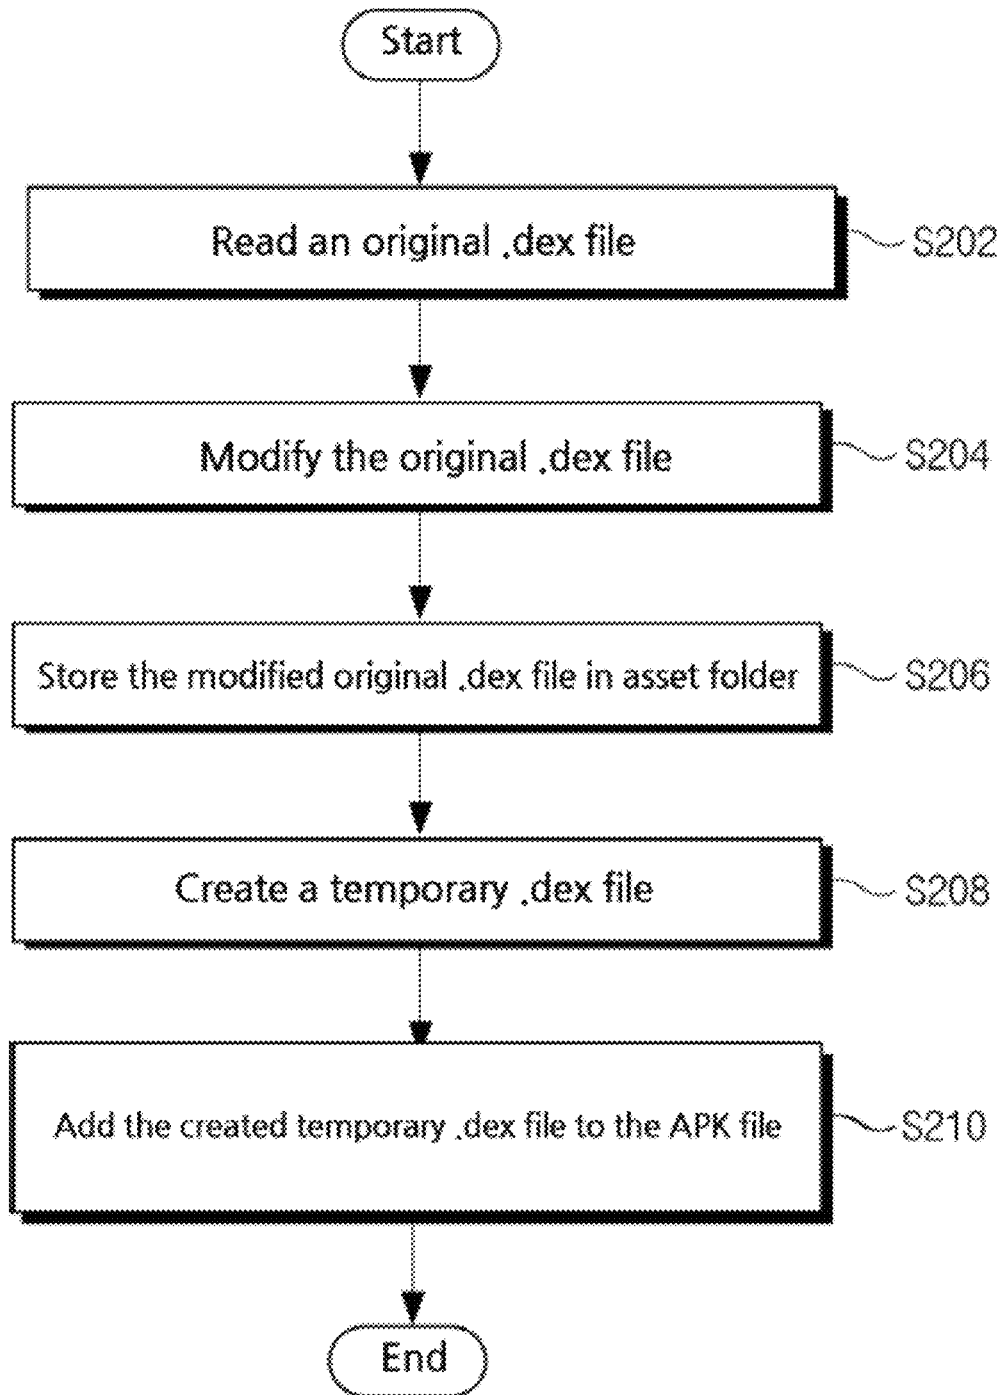 Start
Read an original .dex file
S202
Modify the original .dex file
S204
Store the modified original .dex file in asset folder
S206
Create a temporary .dex file
S208
Add the created temporary .dex file to the APK file
S210
End